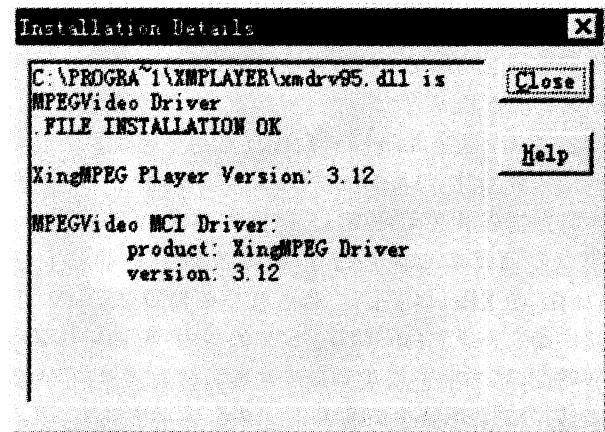 Installation Details
C:\PROGRA~1\XMPLAYER\xmdrv95.dll is
MPEGVideo Driver
.FILE INSTALLATION OK
XingMPEG Player Version: 3.12
MPEGVideo MCI Driver:
product: XingMPEG Driver
version: 3.12
Close
Help